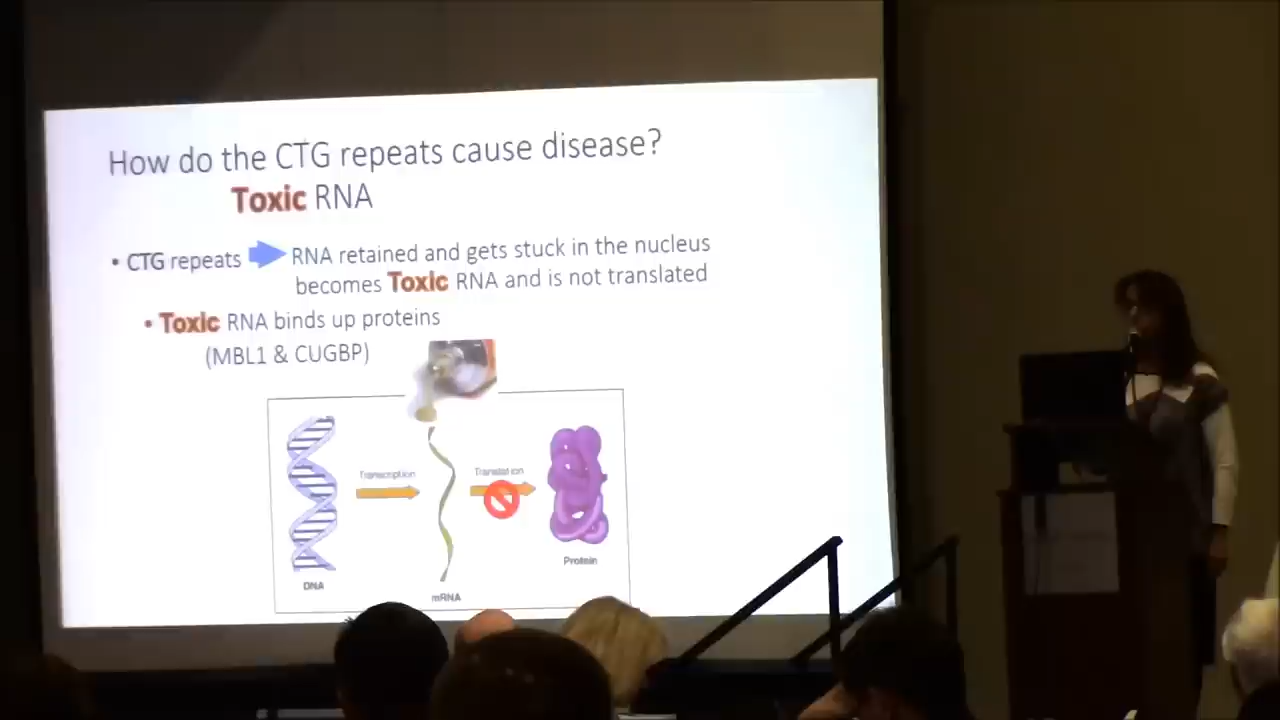 How do the CTG repeats cause disease?
Toxic RNA
• CTG repeats RNA retained and gets stuck in the nucleus
becomes Toxic RNA and is not translated
• Toxic RNA binds up proteins
(MBL1 & CUGBP)
Transcription
Translation
Protein
DNA
mRNA